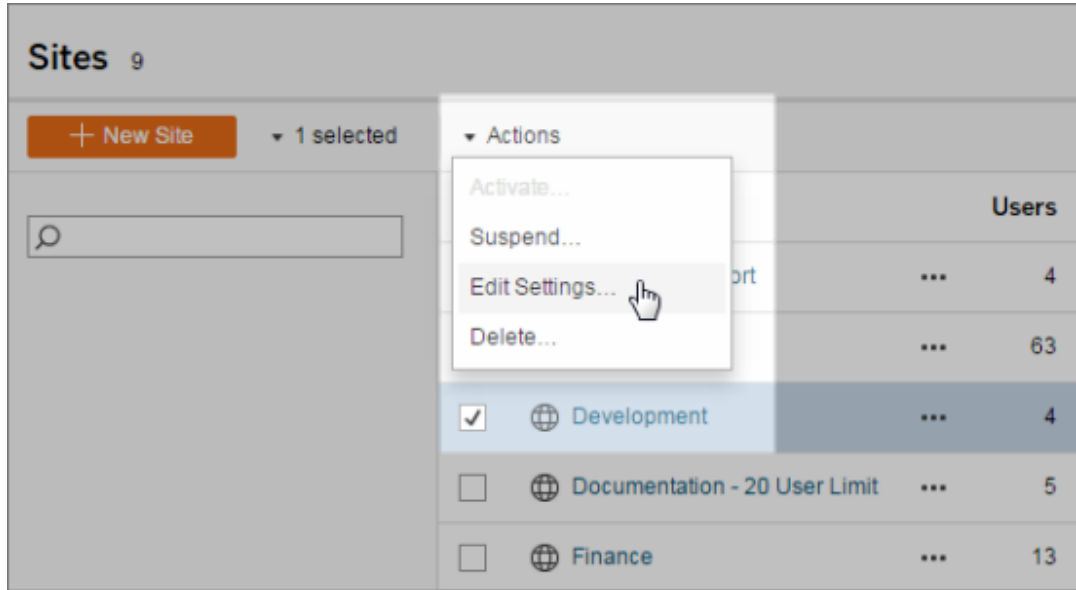 Sites 9
+ New Site 1 selected Actions
Activate...
Users
Suspend...
Edit Settings... ort 4
Delete... 63
Development 4
Documentation - 20 User Limit 5
Finance 13